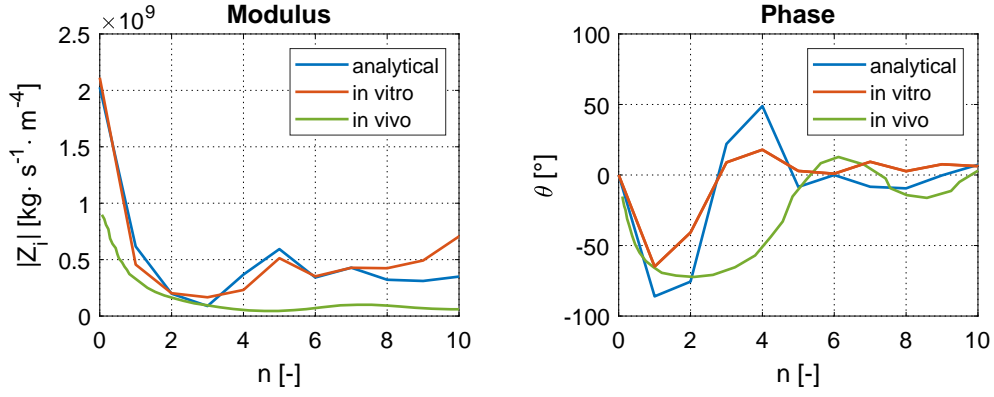 Modulus
×10⁹
2.5
2
1.5
1
0.5
0
|Zᵢ| [kg· s⁻¹ · m⁻⁴]
0 2 4 6 8 10
n [-]
analytical
in vitro
in vivo
Phase
100
50
0
-50
-100
θ [°]
0 2 4 6 8 10
n [-]
analytical
in vitro
in vivo